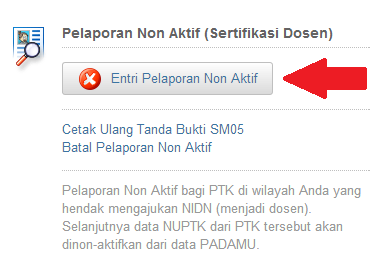 Pelaporan Non Aktif (Sertifikasi Dosen)
Entri Pelaporan Non Aktif
Cetak Ulang Tanda Bukti SM05
Batal Pelaporan Non Aktif
Pelaporan Non Aktif bagi PTK di wilayah Anda yang
hendak mengajukan NIDN (menjadi dosen).
Selanjutnya data NUPTK dari PTK tersebut akan
dinon-aktifkan dari data PADAMU.